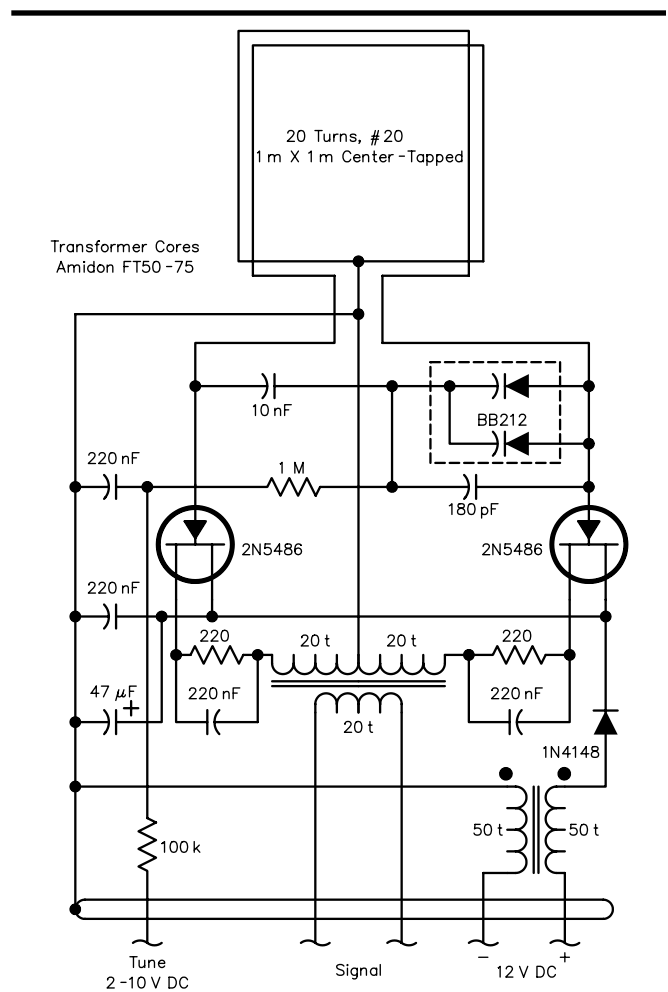 20 Turns, #20
1 m X 1 m Center-Tapped
Transformer Cores
Amidon FT50-75
10 nF
BB212
220 nF
1 M
180 pF
2N5486
2N5486
220 nF
220
20 t
20 t
220
47 μF
+
220 nF
220 nF
20 t
1N4148
50 t
50 t
100 k
Tune
2-10 V DC
Signal
- +
12 V DC